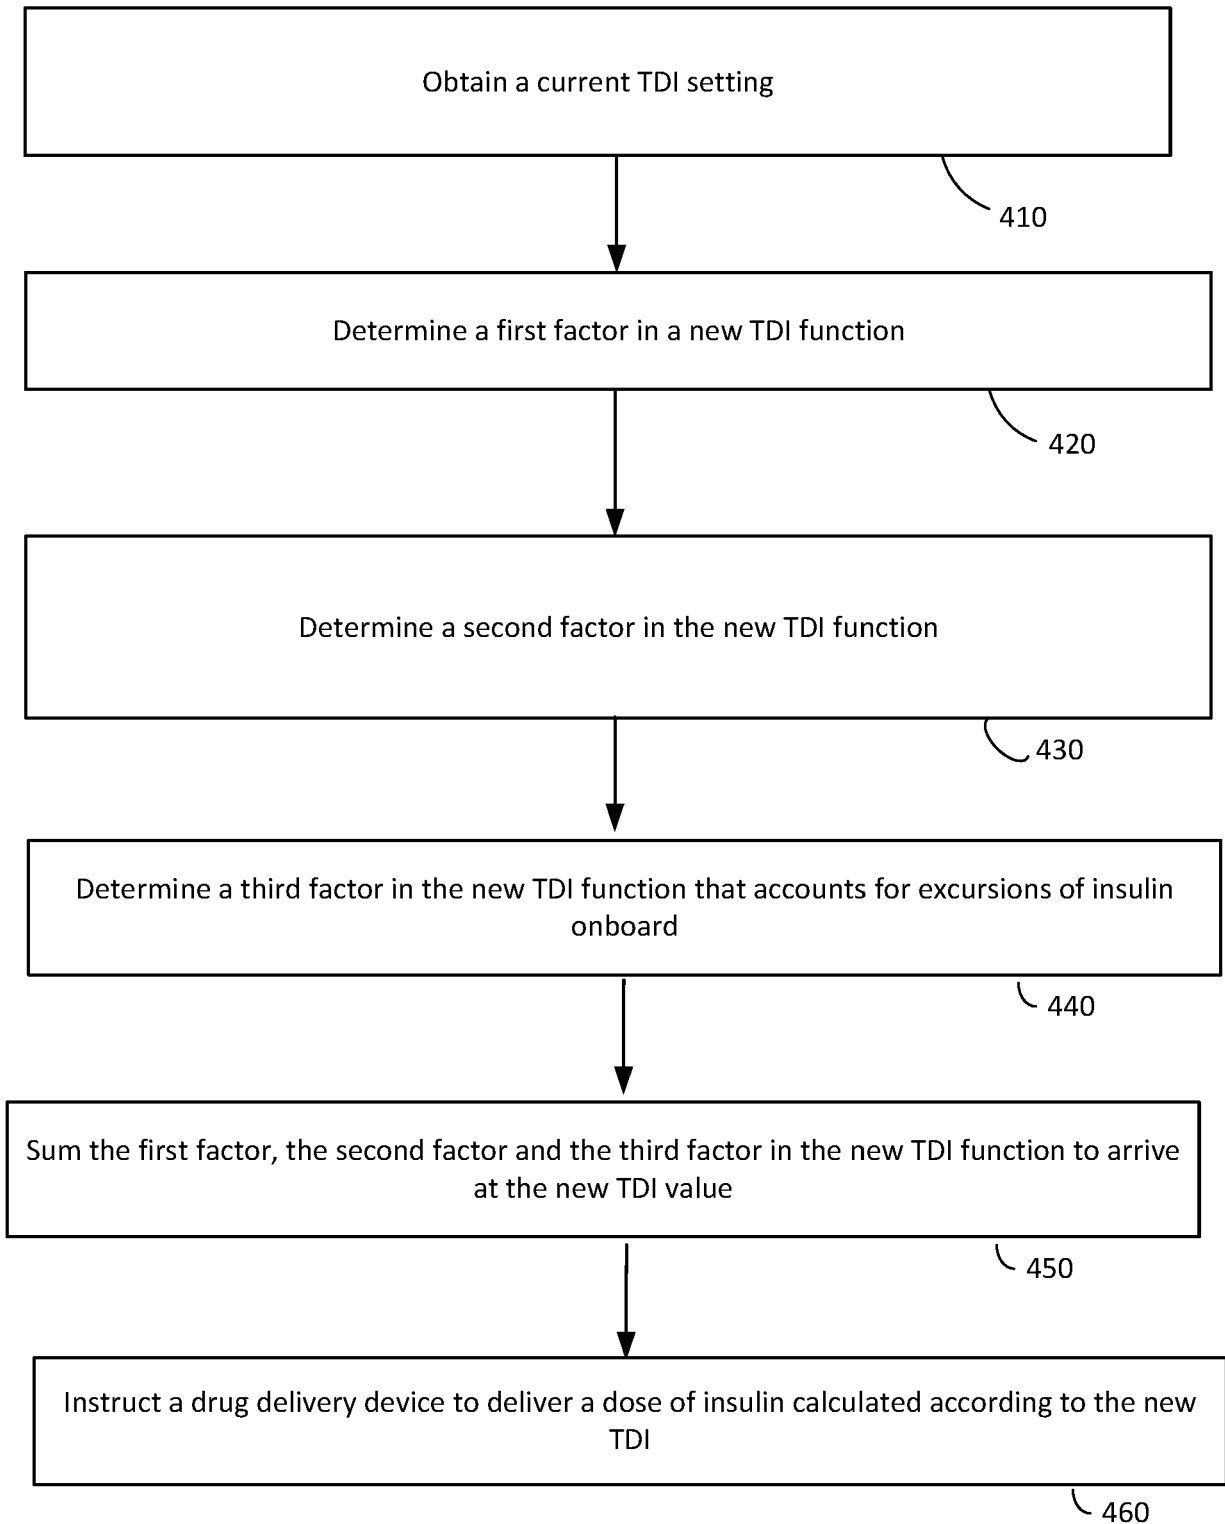 Obtain a current TDI setting
410
Determine a first factor in a new TDI function
420
Determine a second factor in the new TDI function
430
Determine a third factor in the new TDI function that accounts for excursions of insulin
onboard
440
Sum the first factor, the second factor and the third factor in the new TDI function to arrive
at the new TDI value
450
Instruct a drug delivery device to deliver a dose of insulin calculated according to the new
TDI
460